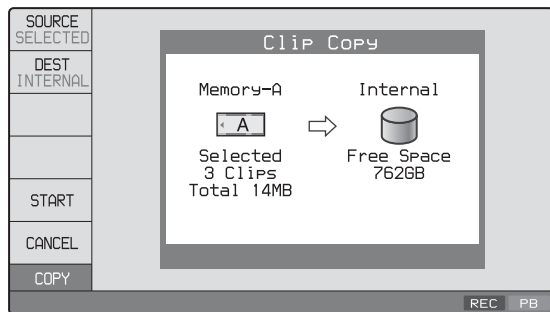 SOURCE
SELECTED
DEST
INTERNAL
START
CANCEL
COPY
Clip Copy
Memory-A
A
Selected
3 Clips
Total 14MB
Internal
Free Space
762GB
REC PB